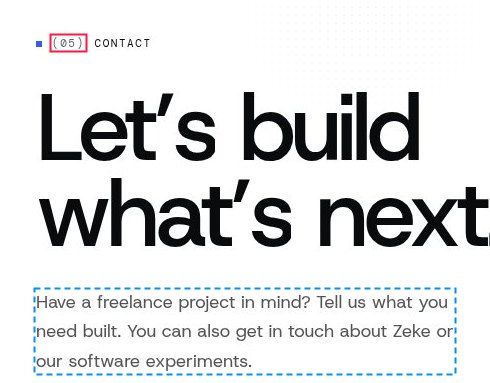 (05) CONTACT
Let’s build
what’s next.
Have a freelance project in mind? Tell us what you
need built. You can also get in touch about Zeke or
our software experiments.